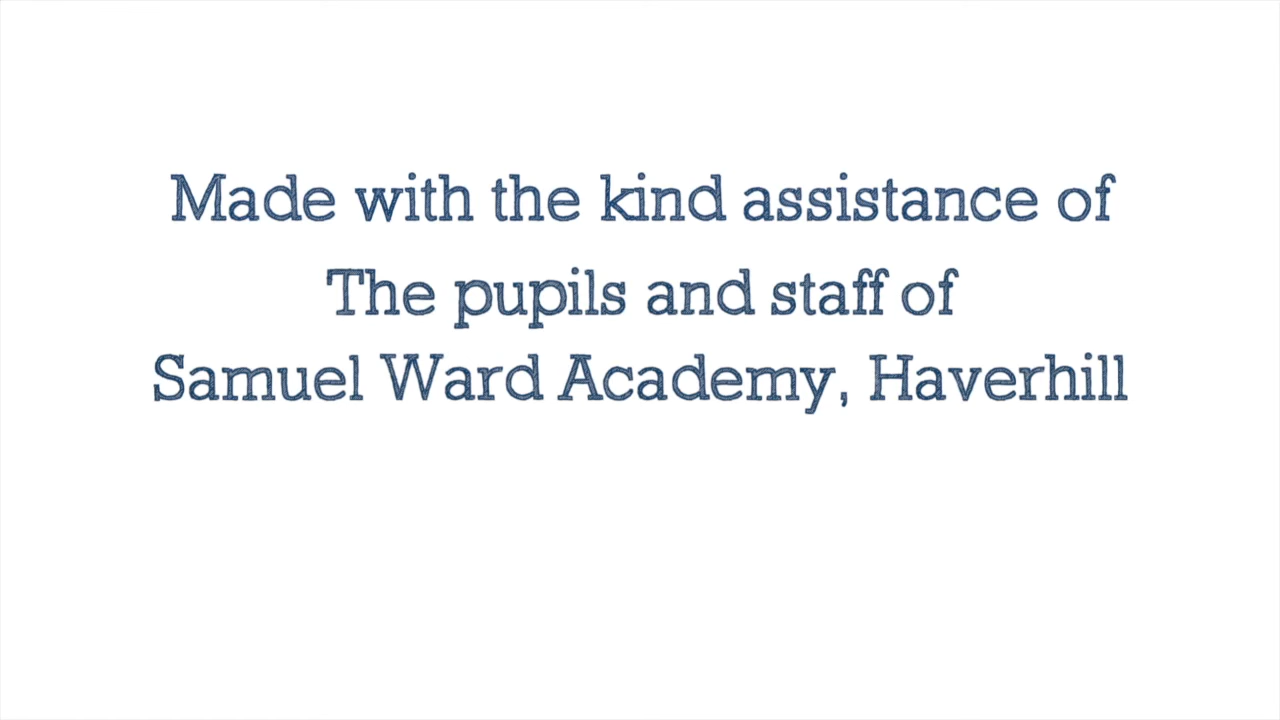 Made with the kind assistance of
The pupils and staff of
Samuel Ward Academy, Haverhill